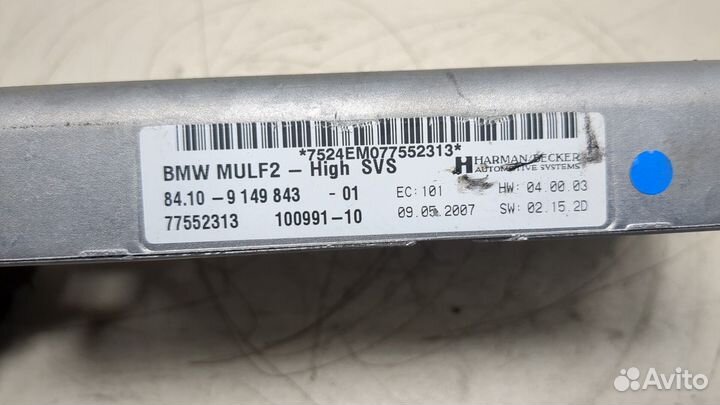 *7524EM077552313*
BMW MULF2 – High SVS
HARMAN/BECKER
AUTOMOTIVE SYSTEMS
84.10 – 9 149 843 - 01
EC: 101
HW: 04.00.03
77552313 100991-10
09.05.2007
SW: 02.15.2D
Avito